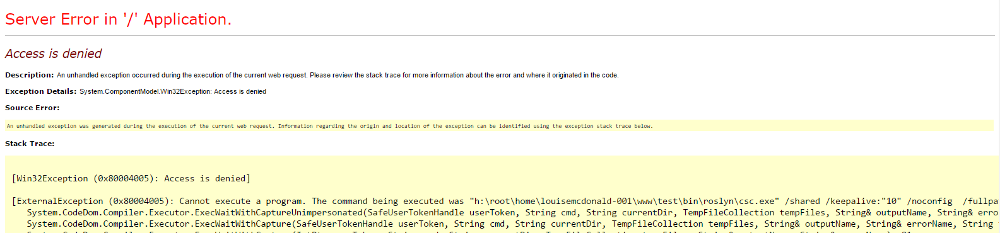 Server Error in '/' Application.
Access is denied
Description: An unhandled exception occurred during the execution of the current web request. Please review the stack trace for more information about the error and where it originated in the code.
Exception Details: System.ComponentModel.Win32Exception: Access is denied
Source Error:
An unhandled exception was generated during the execution of the current web request. Information regarding the origin and location of the exception can be identified using the exception stack trace below.
Stack Trace:
[Win32Exception (0x80004005): Access is denied]
[ExternalException (0x80004005): Cannot execute a program. The command being executed was "h:\root\home\louisemcdonald-001\www\test\bin\roslyn\csc.exe" /shared /keepalive:"10" /noconfig  /fullpa
System.CodeDom.Compiler.Executor.ExecWaitWithCaptureUnimpersonated(SafeUserTokenHandle userToken, String cmd, String currentDir, TempFileCollection tempFiles, String& outputName, String& erro
System.CodeDom.Compiler.Executor.ExecWaitWithCapture(SafeUserTokenHandle userToken, String cmd, String currentDir, TempFileCollection tempFiles, String& outputName, String& errorName, String